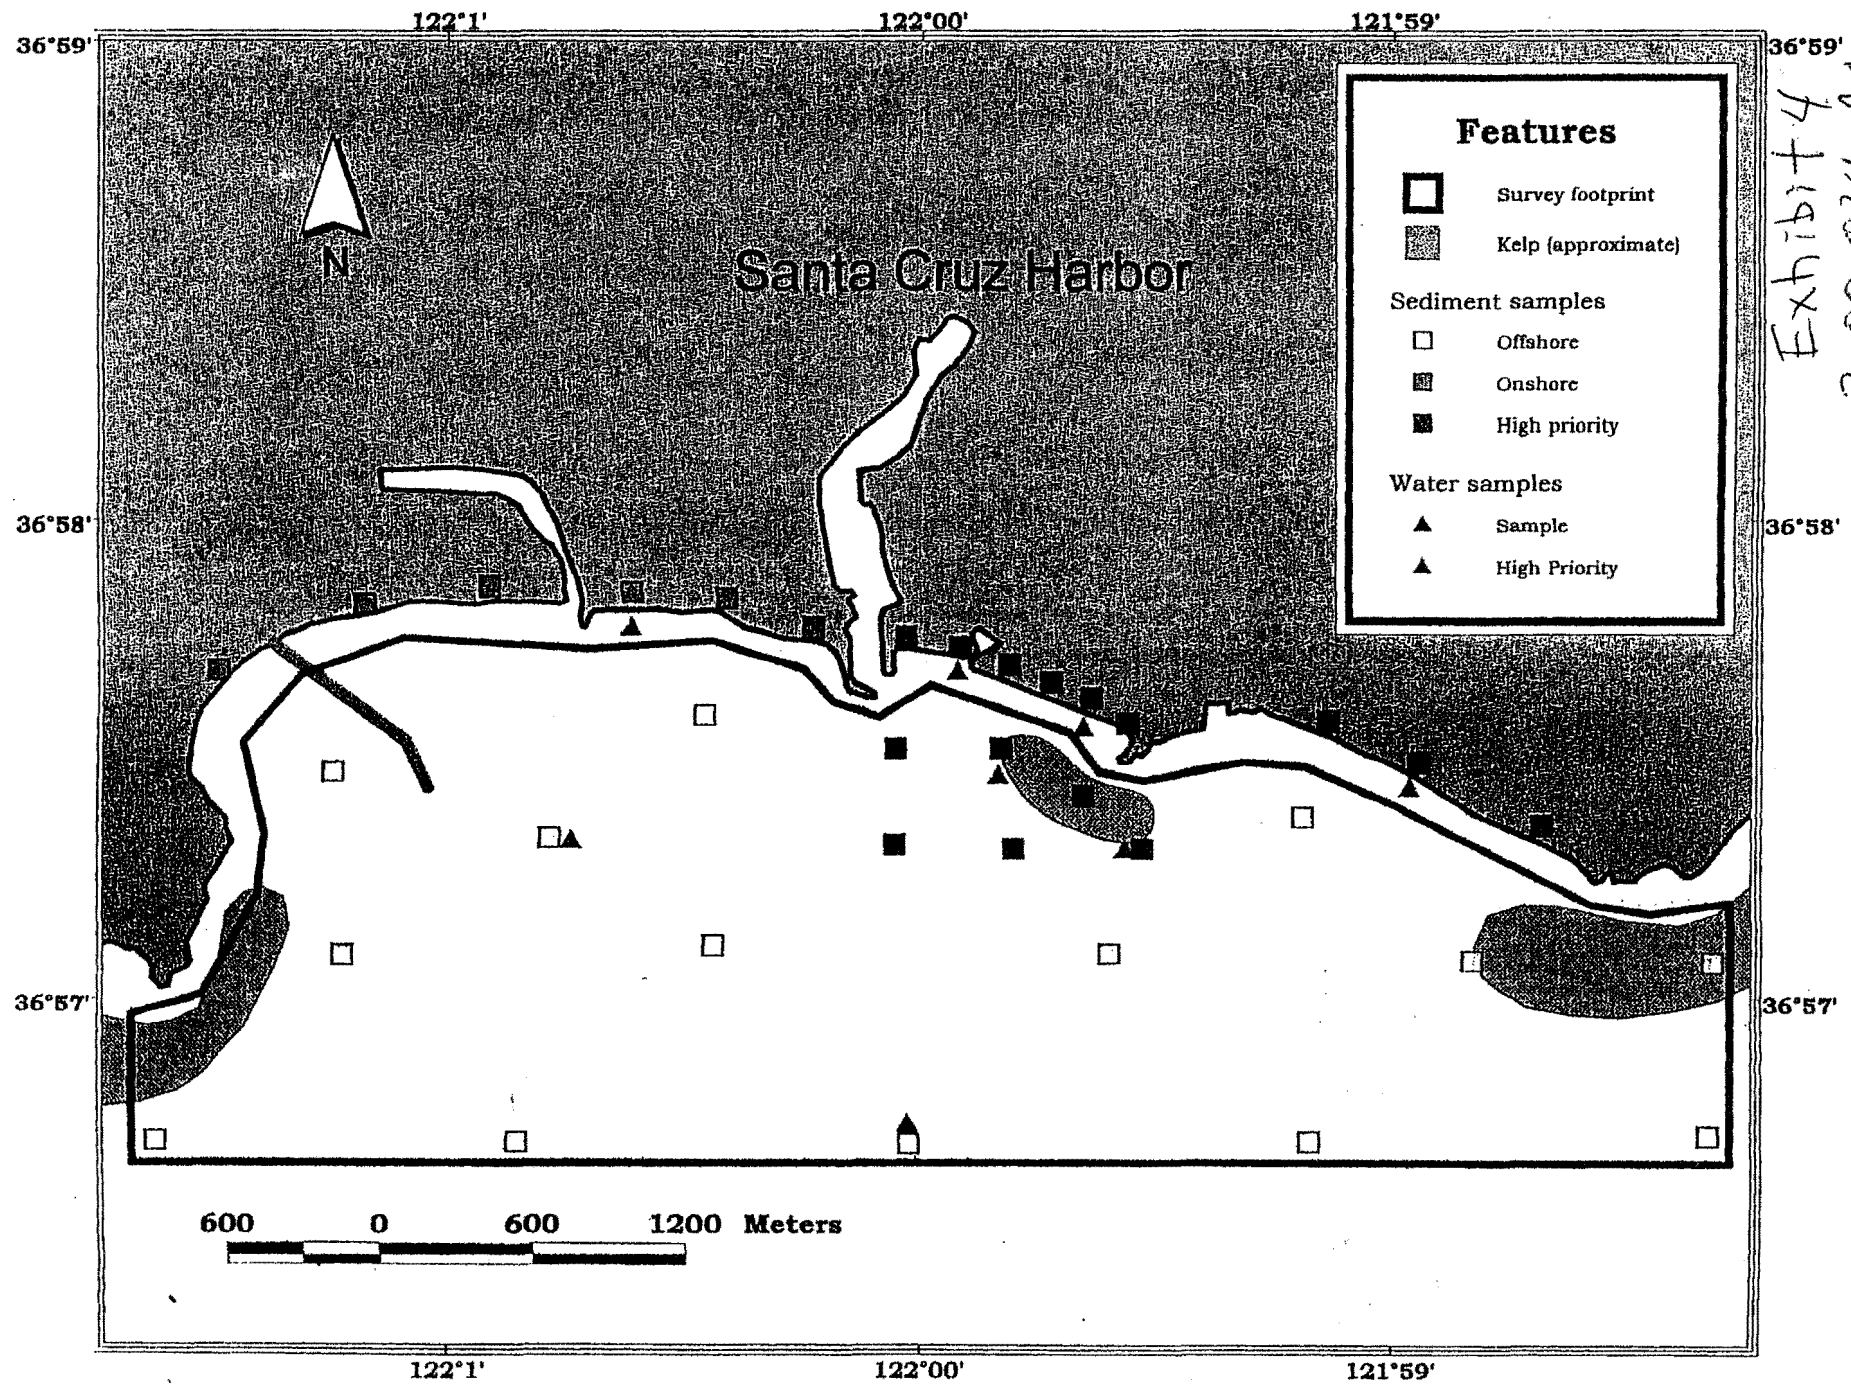 122°1' 122°00' 121°59'
36°59' 36°59'
Exhibit 4
Features
Survey footprint
Kelp (approximate)
Sediment samples
Offshore
Onshore
High priority
Water samples
Sample
High Priority
N
Santa Cruz Harbor
36°58' 36°58'
36°57' 36°57'
600 0 600 1200 Meters
122°1' 122°00' 121°59'